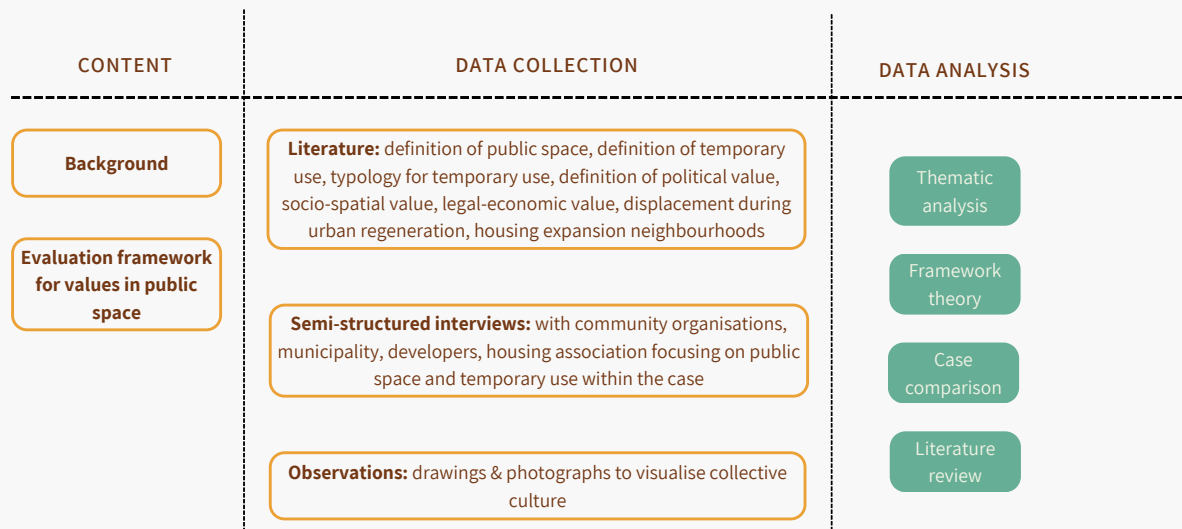 CONTENT
DATA COLLECTION
DATA ANALYSIS
Background
Evaluation framework
for values in public
space
Literature: definition of public space, definition of temporary
use, typology for temporary use, definition of political value,
socio-spatial value, legal-economic value, displacement during
urban regeneration, housing expansion neighbourhoods
Semi-structured interviews: with community organisations,
municipality, developers, housing association focusing on public
space and temporary use within the case
Observations: drawings & photographs to visualise collective
culture
Thematic
analysis
Framework
theory
Case
comparison
Literature
review